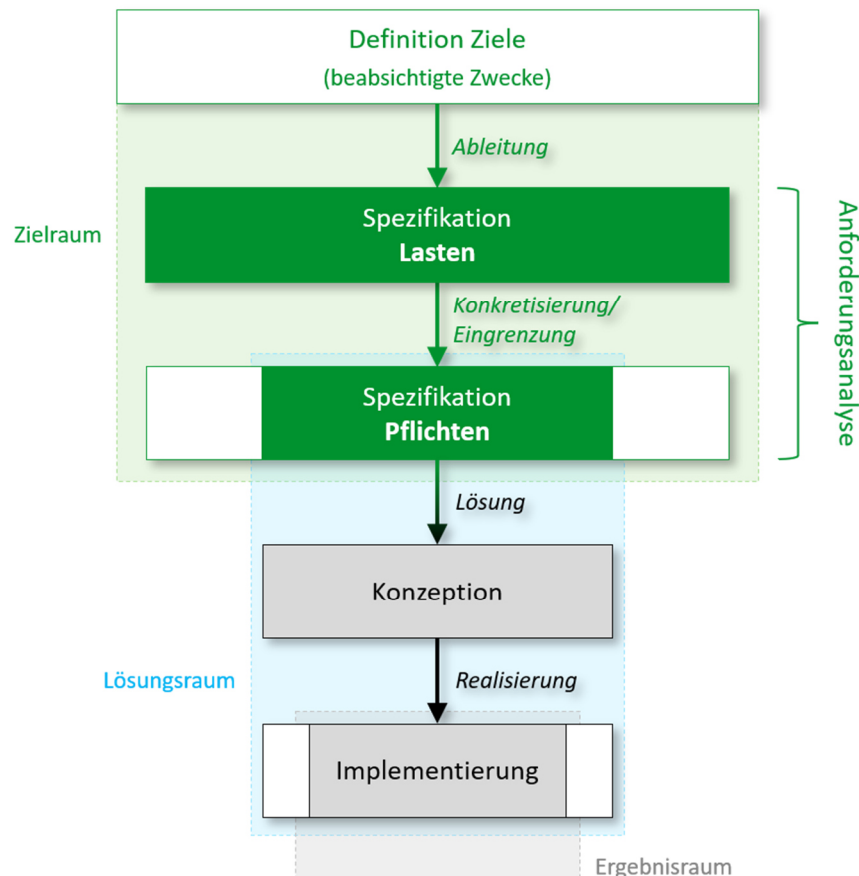 Definition Ziele
(beabsichtigte Zwecke)
Ableitung
Zielraum
Spezifikation
Lasten
Anforderungsanalyse
Konkretisierung/
Eingrenzung
Spezifikation
Pflichten
Lösung
Konzeption
Lösungsraum
Realisierung
Implementierung
Ergebnisraum